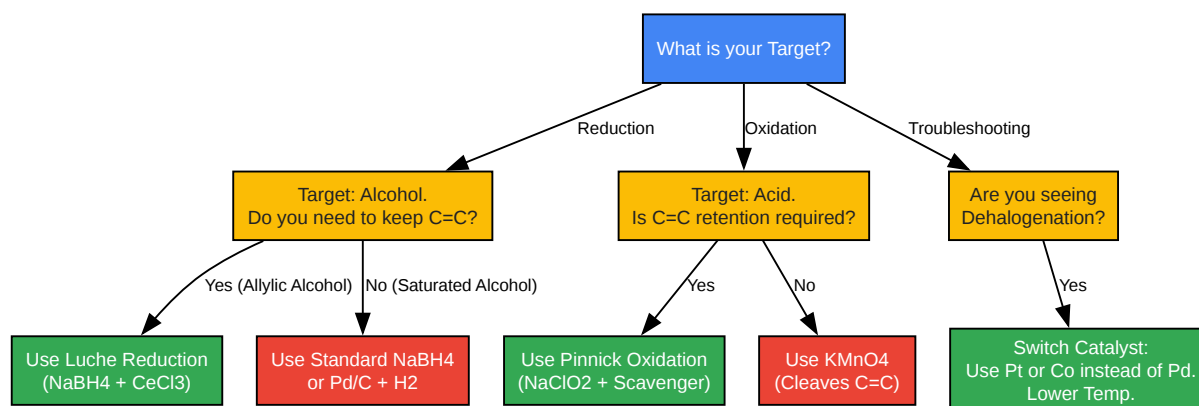 What is your Target?
Reduction
Oxidation
Troubleshooting
Target: Alcohol.
Do you need to keep C=C?
Target: Acid.
Is C=C retention required?
Are you seeing
Dehalogenation?
Yes (Allylic Alcohol)
No (Saturated Alcohol)
Yes
No
Yes
Use Luche Reduction
(NaBH4 + CeCl3)
Use Standard NaBH4
or Pd/C + H2
Use Pinnick Oxidation
(NaClO2 + Scavenger)
Use KMnO4
(Cleaves C=C)
Switch Catalyst:
Use Pt or Co instead of Pd.
Lower Temp.